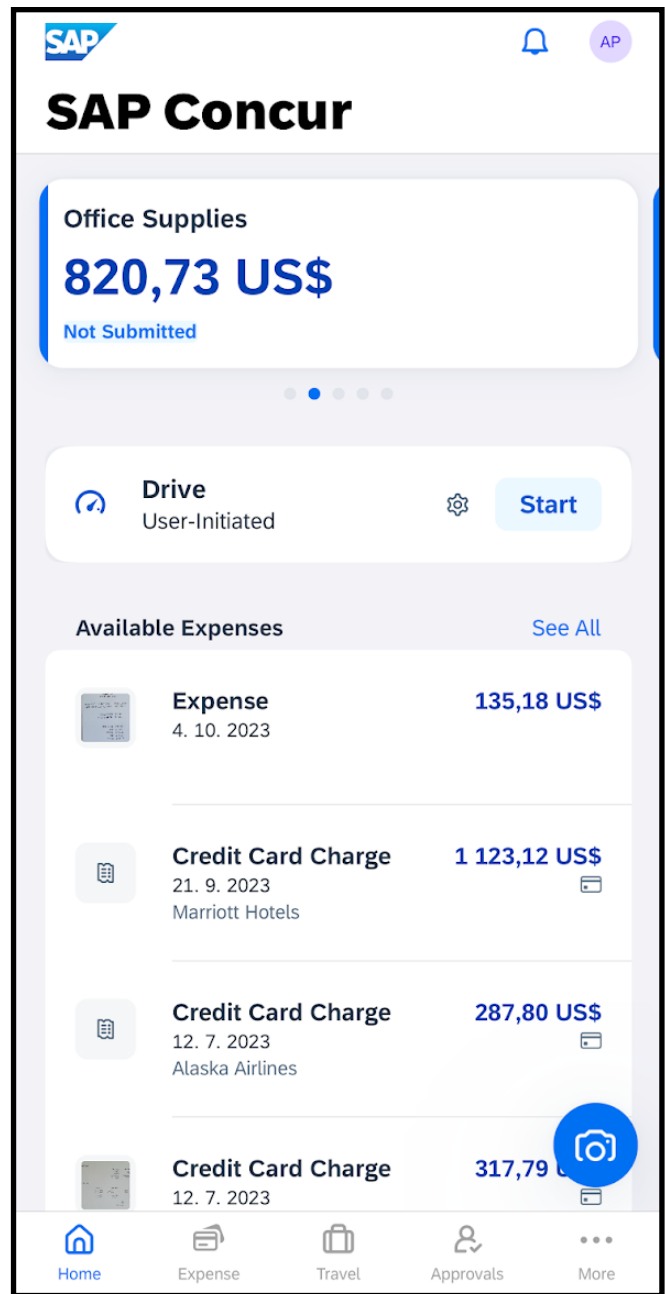 SAP
AP
SAP Concur
Office Supplies
820,73 US$
Not Submitted
Drive
User-Initiated
Start
Available Expenses
See All
Expense
135,18 US$
4. 10. 2023
Credit Card Charge
1 123,12 US$
21. 9. 2023
Marriott Hotels
Credit Card Charge
287,80 US$
12. 7. 2023
Alaska Airlines
Credit Card Charge
317,79
12. 7. 2023
Home
Expense
Travel
Approvals
More